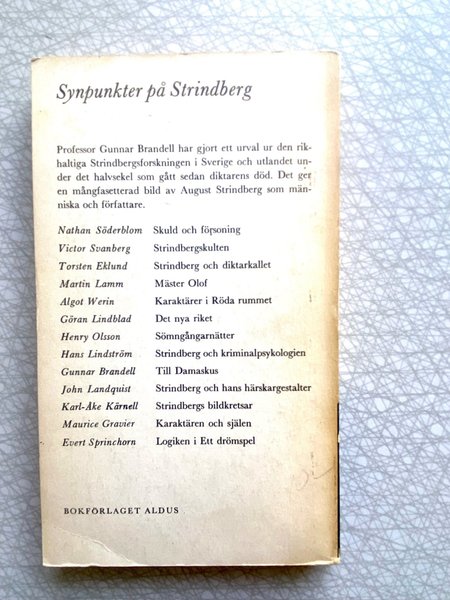 Synpunkter på Strindberg
Professor Gunnar Brandell har gjort ett urval ur den rik-
haltiga Strindbergsforskningen i Sverige och utlandet un-
der det halvsekel som gått sedan diktarens död. Det ger
en mångfasetterad bild av August Strindberg som män-
niska och författare.
Nathan Söderblom Skuld och försoning
Victor Svanberg Strindbergskulten
Torsten Eklund Strindberg och diktarkallet
Martin Lamm Mäster Olof
Algot Werin Karaktärer i Röda rummet
Göran Lindblad Det nya riket
Henry Olsson Sömngångarnätter
Hans Lindström Strindberg och kriminalpsykologien
Gunnar Brandell Till Damaskus
John Landquist Strindberg och hans härskargestalter
Karl-Åke Kärnell Strindbergs bildkretsar
Maurice Gravier Karaktären och själen
Evert Sprinchorn Logiken i Ett drömspel
BOKFÖRLAGET ALDUS